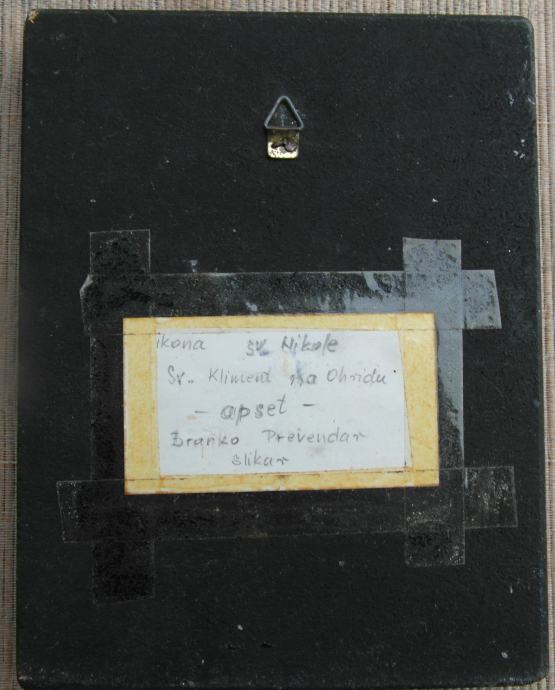 ikona sv. Nikole
Sv. Kliment na Ohridu
- apset -
Branko Prevendar
slikar